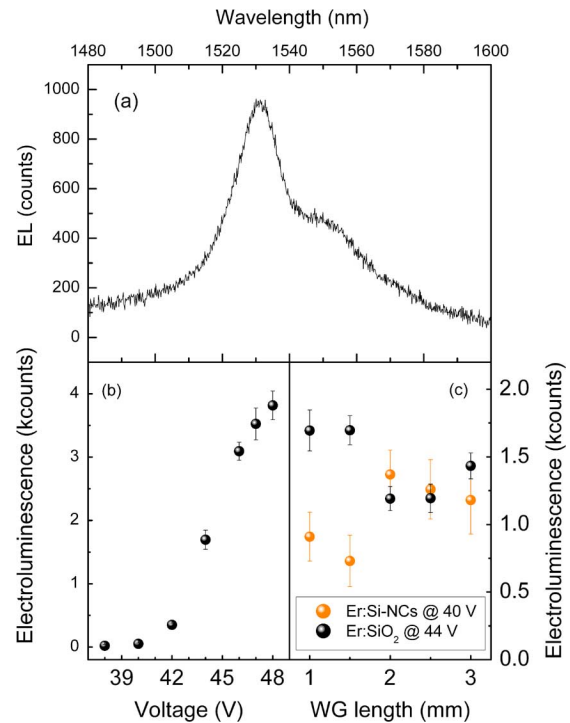 Wavelength (nm)
1480 1500 1520 1540 1560 1580 1600
(a)
EL (counts)
1000
800
600
400
200
0
(b)
Electroluminescence (kcounts)
4
3
2
1
0
39 42 45 48
Voltage (V)
(c)
2.0
1.5
1.0
0.5
0.0
Electroluminescence (kcounts)
Er:Si-NCs @ 40 V
Er:SiO₂ @ 44 V
1 2 3
WG length (mm)